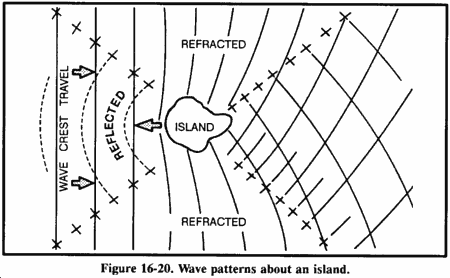 REFRACTED
WAVE CREST TRAVEL
REFLECTED
ISLAND
REFRACTED
Figure 16-20. Wave patterns about an island.